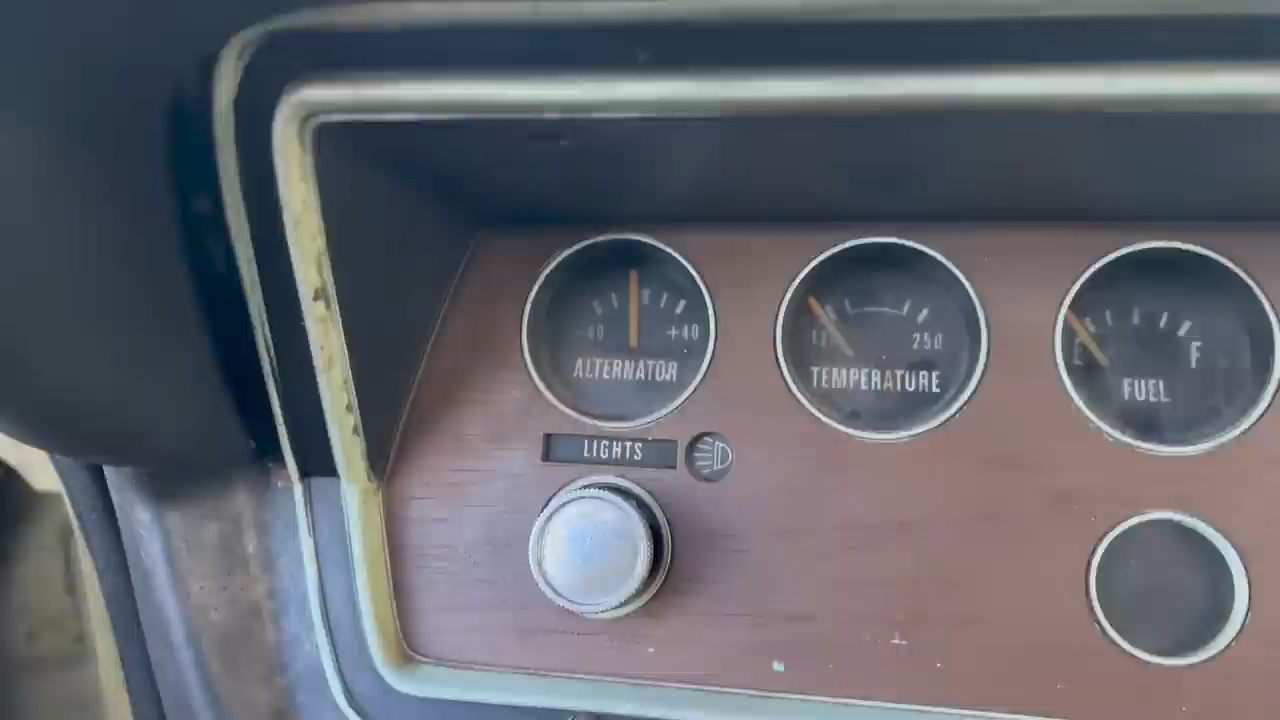 -40 +40
ALTERNATOR
250
TEMPERATURE
E F
FUEL
LIGHTS